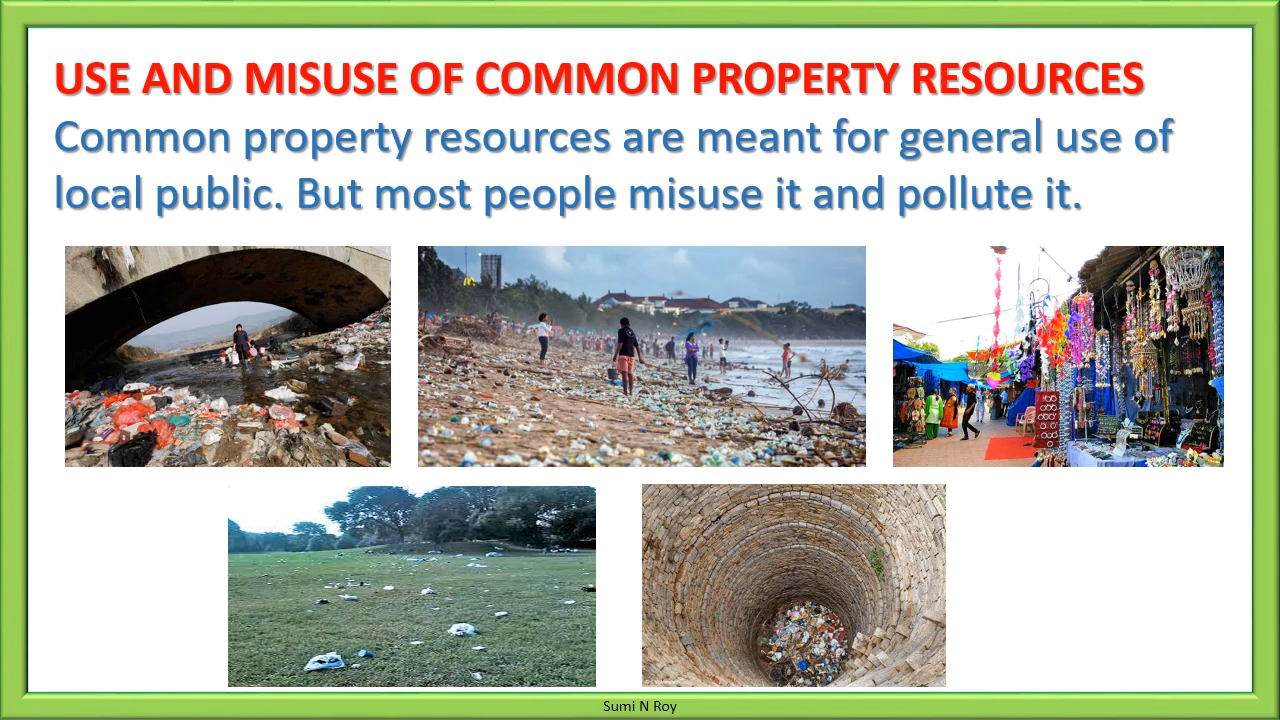 USE AND MISUSE OF COMMON PROPERTY RESOURCES
Common property resources are meant for general use of
local public. But most people misuse it and pollute it.
Sumi N Roy